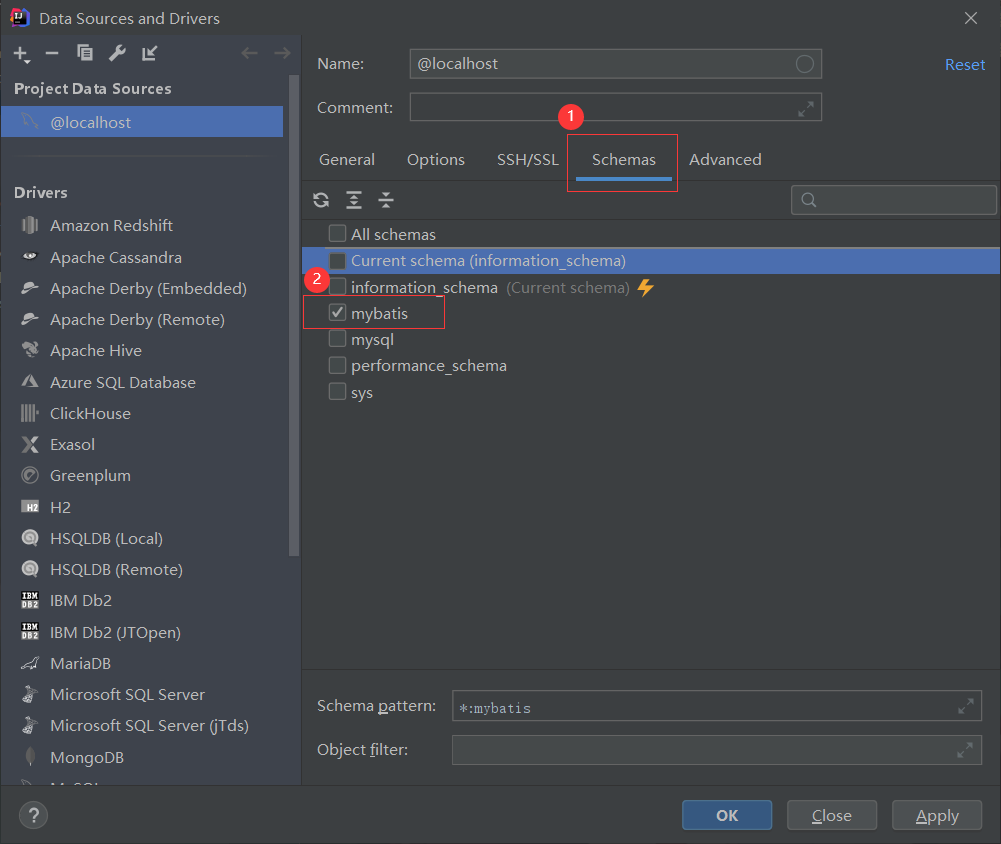 Data Sources and Drivers
Project Data Sources
@localhost
Drivers
Amazon Redshift
Apache Cassandra
Apache Derby (Embedded)
Apache Derby (Remote)
Apache Hive
Azure SQL Database
ClickHouse
Exasol
Greenplum
H2
HSQLDB (Local)
HSQLDB (Remote)
IBM Db2
IBM Db2 (JTOpen)
MariaDB
Microsoft SQL Server
Microsoft SQL Server (jTds)
MongoDB
Name: @localhost Reset
Comment:
1
General Options SSH/SSL Schemas Advanced
All schemas
Current schema (information_schema)
2
information_schema (Current schema)
mybatis
mysql
performance_schema
sys
Schema pattern: *:mybatis
Object filter:
? OK Close Apply